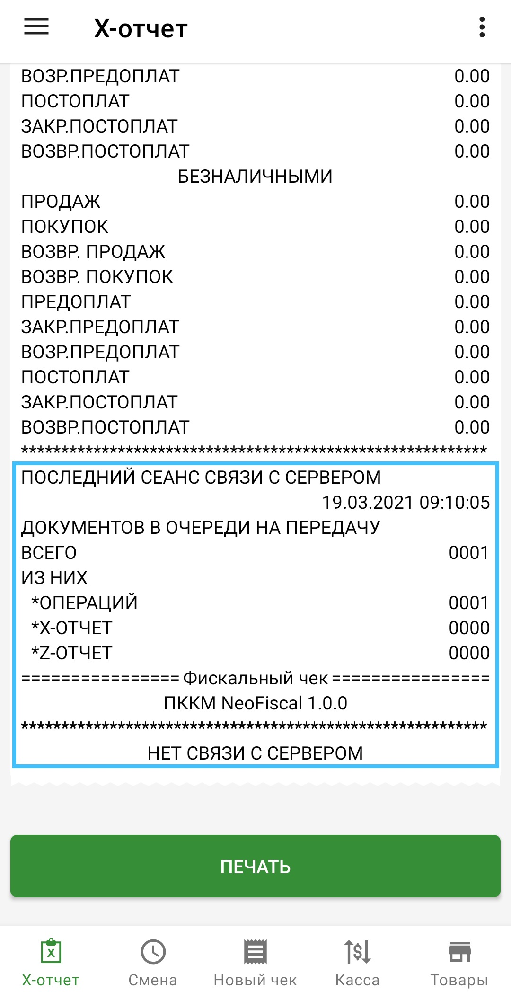 Х-отчет
ВОЗР.ПРЕДОПЛАТ 0.00
ПОСТОПЛАТ 0.00
ЗАКР.ПОСТОПЛАТ 0.00
ВОЗВР.ПОСТОПЛАТ 0.00
БЕЗНАЛИЧНЫМИ
ПРОДАЖ 0.00
ПОКУПОК 0.00
ВОЗВР. ПРОДАЖ 0.00
ВОЗВР. ПОКУПОК 0.00
ПРЕДОПЛАТ 0.00
ЗАКР.ПРЕДОПЛАТ 0.00
ВОЗР.ПРЕДОПЛАТ 0.00
ПОСТОПЛАТ 0.00
ЗАКР.ПОСТОПЛАТ 0.00
ВОЗВР.ПОСТОПЛАТ 0.00
**********************************************************
ПОСЛЕДНИЙ СЕАНС СВЯЗИ С СЕРВЕРОМ
19.03.2021 09:10:05
ДОКУМЕНТОВ В ОЧЕРЕДИ НА ПЕРЕДАЧУ
ВСЕГО 0001
ИЗ НИХ
*ОПЕРАЦИЙ 0001
*Х-ОТЧЕТ 0000
*Z-ОТЧЕТ 0000
================ Фискальный чек ================
ПККМ NeoFiscal 1.0.0
**********************************************************
НЕТ СВЯЗИ С СЕРВЕРОМ
ПЕЧАТЬ
Х-отчет Смена Новый чек Касса Товары